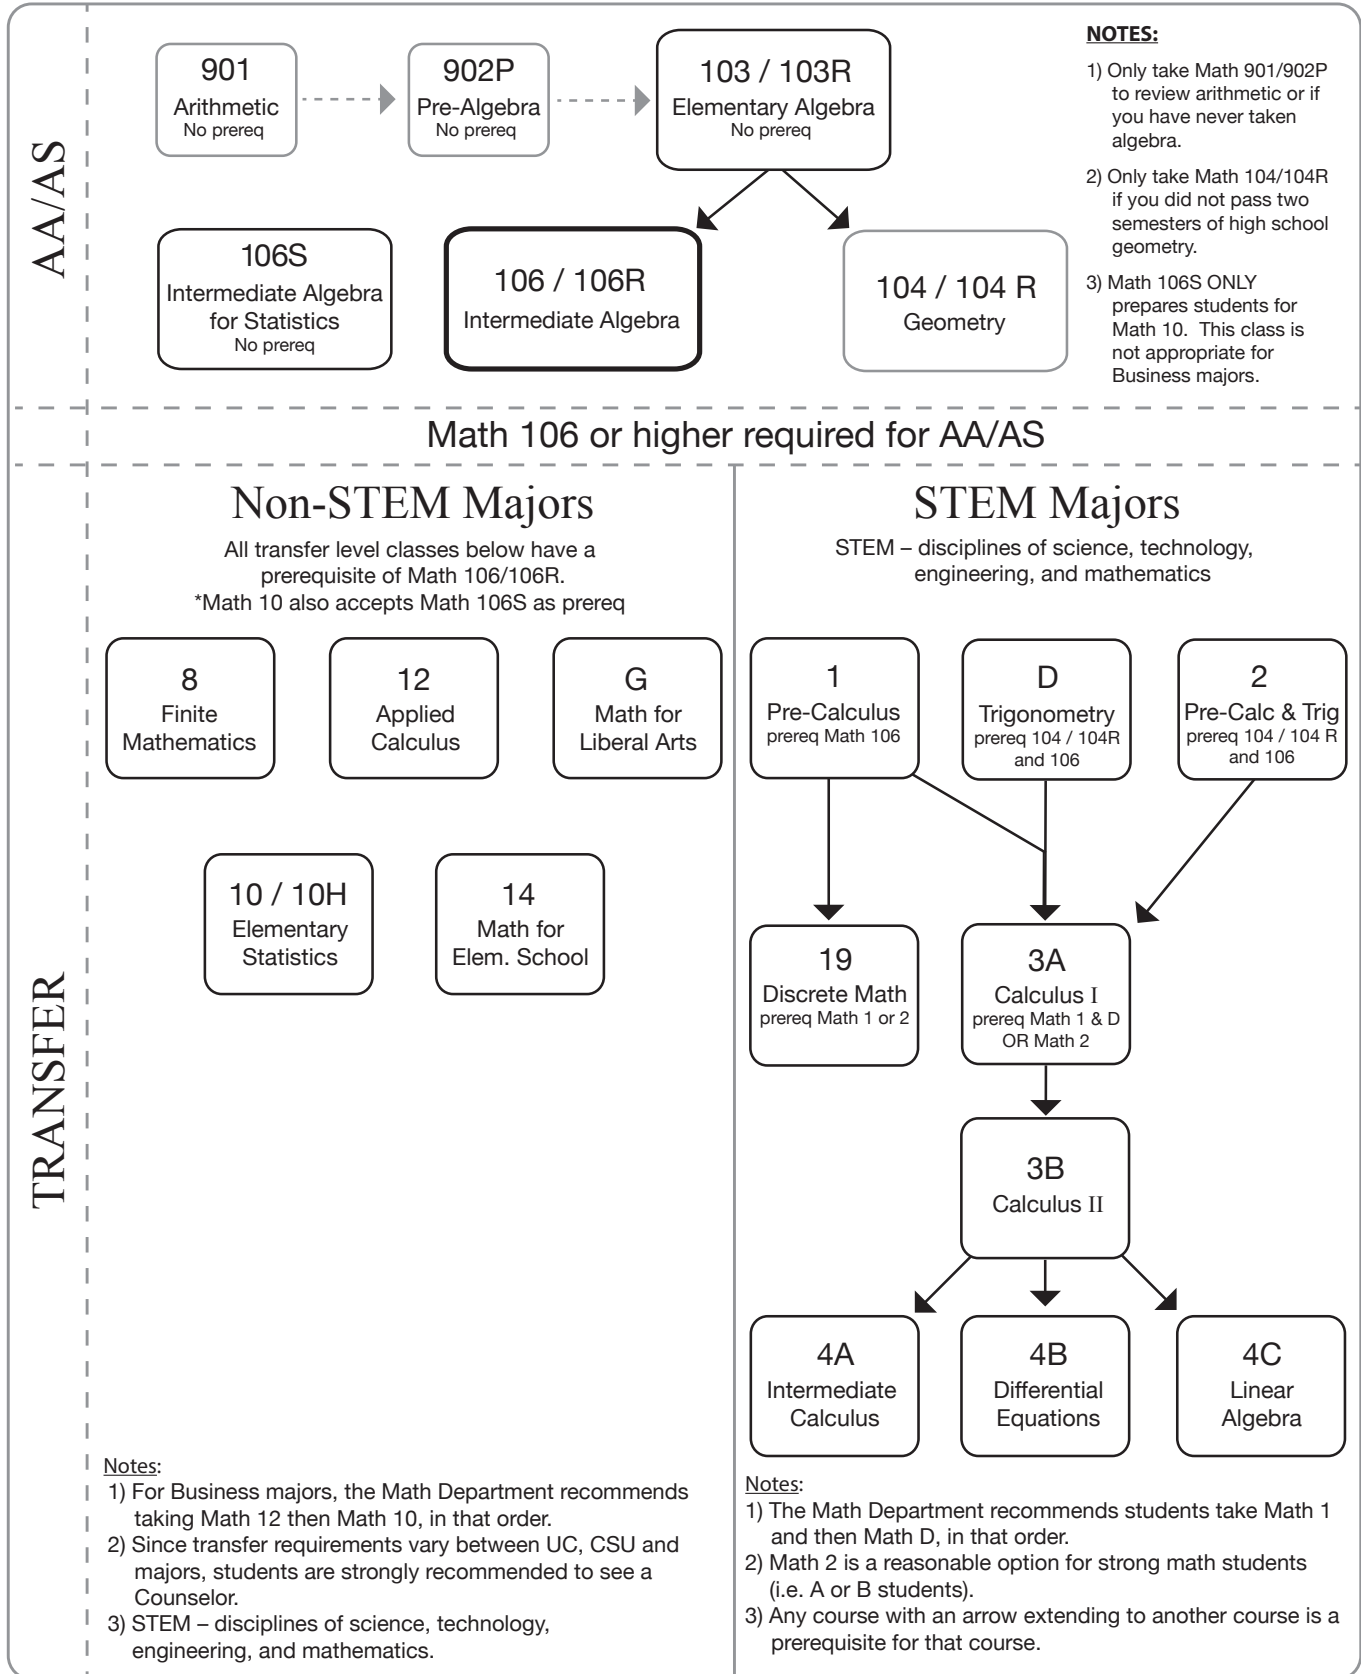 AA/AS
901
Arithmetic
No prereq
902P
Pre-Algebra
No prereq
103 / 103R
Elementary Algebra
No prereq
106S
Intermediate Algebra
for Statistics
No prereq
106 / 106R
Intermediate Algebra
104 / 104 R
Geometry
NOTES:
1) Only take Math 901/902P
to review arithmetic or if
you have never taken
algebra.
2) Only take Math 104/104R
if you did not pass two
semesters of high school
geometry.
3) Math 106S ONLY
prepares students for
Math 10. This class is
not appropriate for
Business majors.
Math 106 or higher required for AA/AS
TRANSFER
Non-STEM Majors
All transfer level classes below have a
prerequisite of Math 106/106R.
*Math 10 also accepts Math 106S as prereq
8
Finite
Mathematics
12
Applied
Calculus
G
Math for
Liberal Arts
10 / 10H
Elementary
Statistics
14
Math for
Elem. School
Notes:
1) For Business majors, the Math Department recommends
taking Math 12 then Math 10, in that order.
2) Since transfer requirements vary between UC, CSU and
majors, students are strongly recommended to see a
Counselor.
3) STEM – disciplines of science, technology,
engineering, and mathematics.
STEM Majors
STEM – disciplines of science, technology,
engineering, and mathematics
1
Pre-Calculus
prereq Math 106
D
Trigonometry
prereq 104 / 104R
and 106
2
Pre-Calc & Trig
prereq 104 / 104 R
and 106
19
Discrete Math
prereq Math 1 or 2
3A
Calculus I
prereq Math 1 & D
OR Math 2
3B
Calculus II
4A
Intermediate
Calculus
4B
Differential
Equations
4C
Linear
Algebra
Notes:
1) The Math Department recommends students take Math 1
and then Math D, in that order.
2) Math 2 is a reasonable option for strong math students
(i.e. A or B students).
3) Any course with an arrow extending to another course is a
prerequisite for that course.